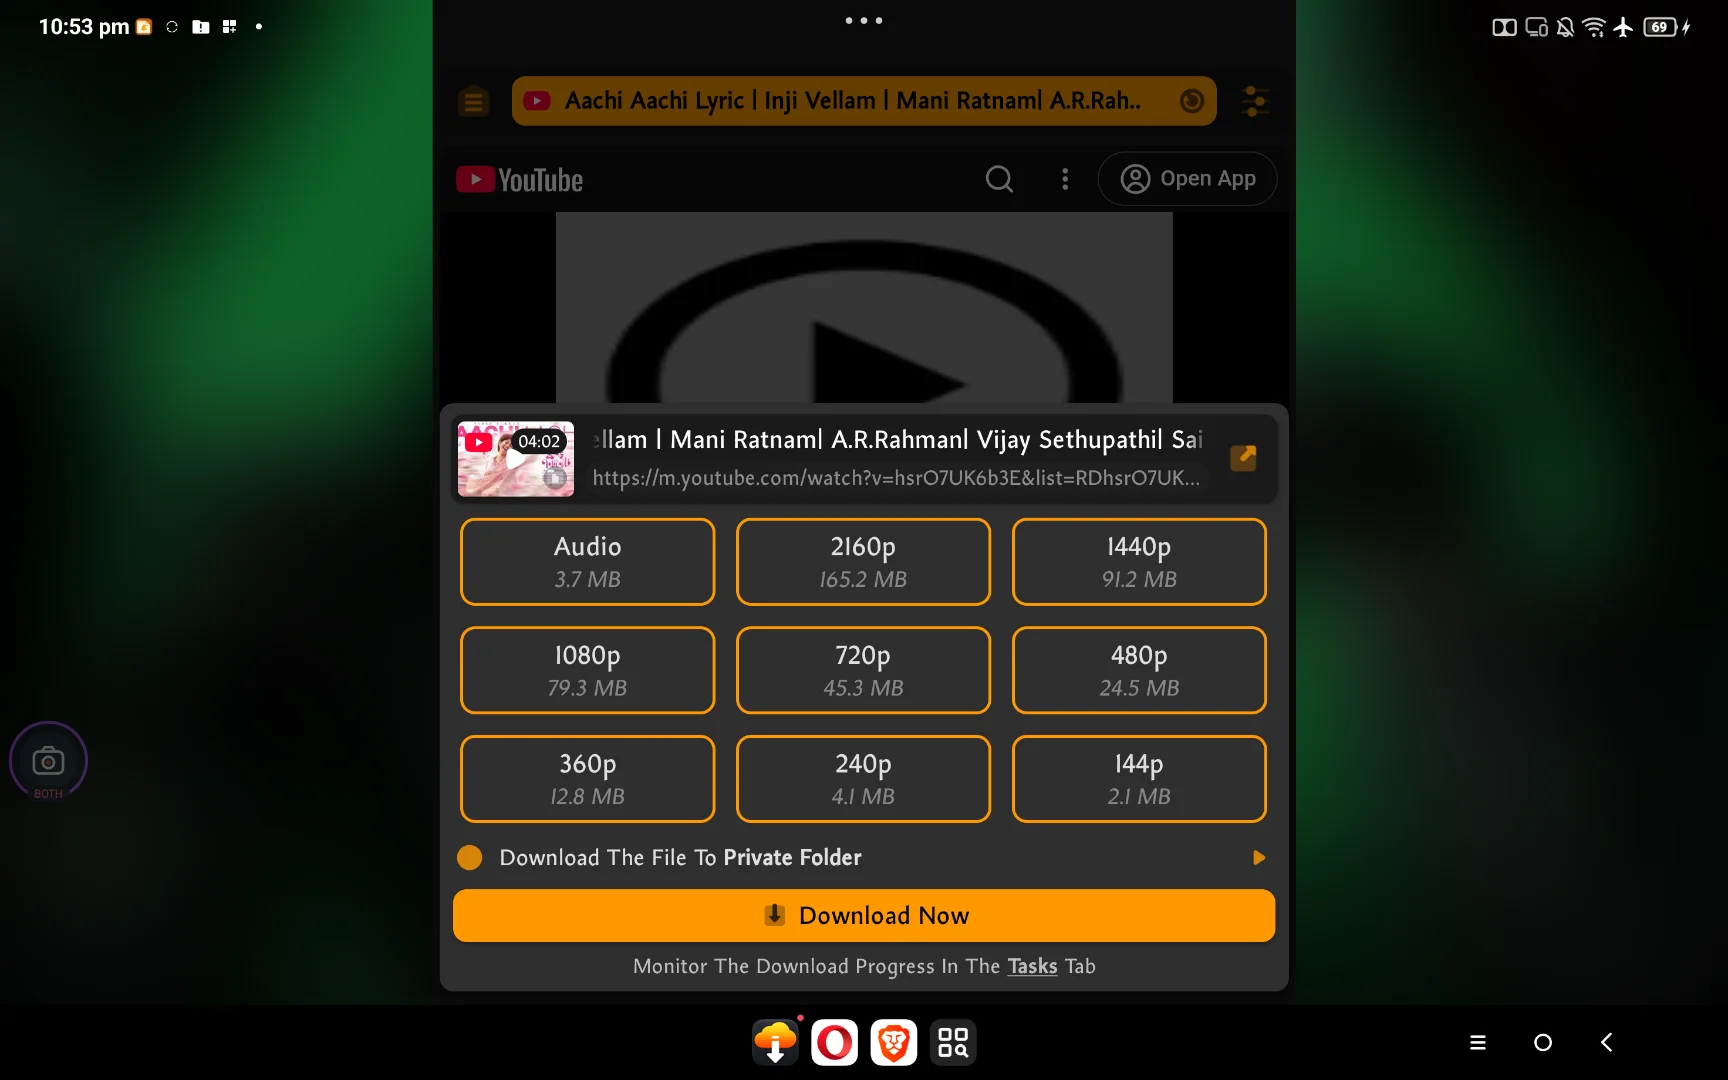 10:53 pm
69
Aachi Aachi Lyric | Inji Vellam | Mani Ratnam| A.R.Rah..
YouTube
Open App
04:02
ellam | Mani Ratnam| A.R.Rahman| Vijay Sethupathi| Sai
https://m.youtube.com/watch?v=hsrO7UK6b3E&list=RDhsrO7UK...
Audio
3.7 MB
2160p
165.2 MB
1440p
91.2 MB
1080p
79.3 MB
720p
45.3 MB
480p
24.5 MB
360p
12.8 MB
240p
4.1 MB
144p
2.1 MB
Download The File To Private Folder
Download Now
Monitor The Download Progress In The Tasks Tab
BOTH